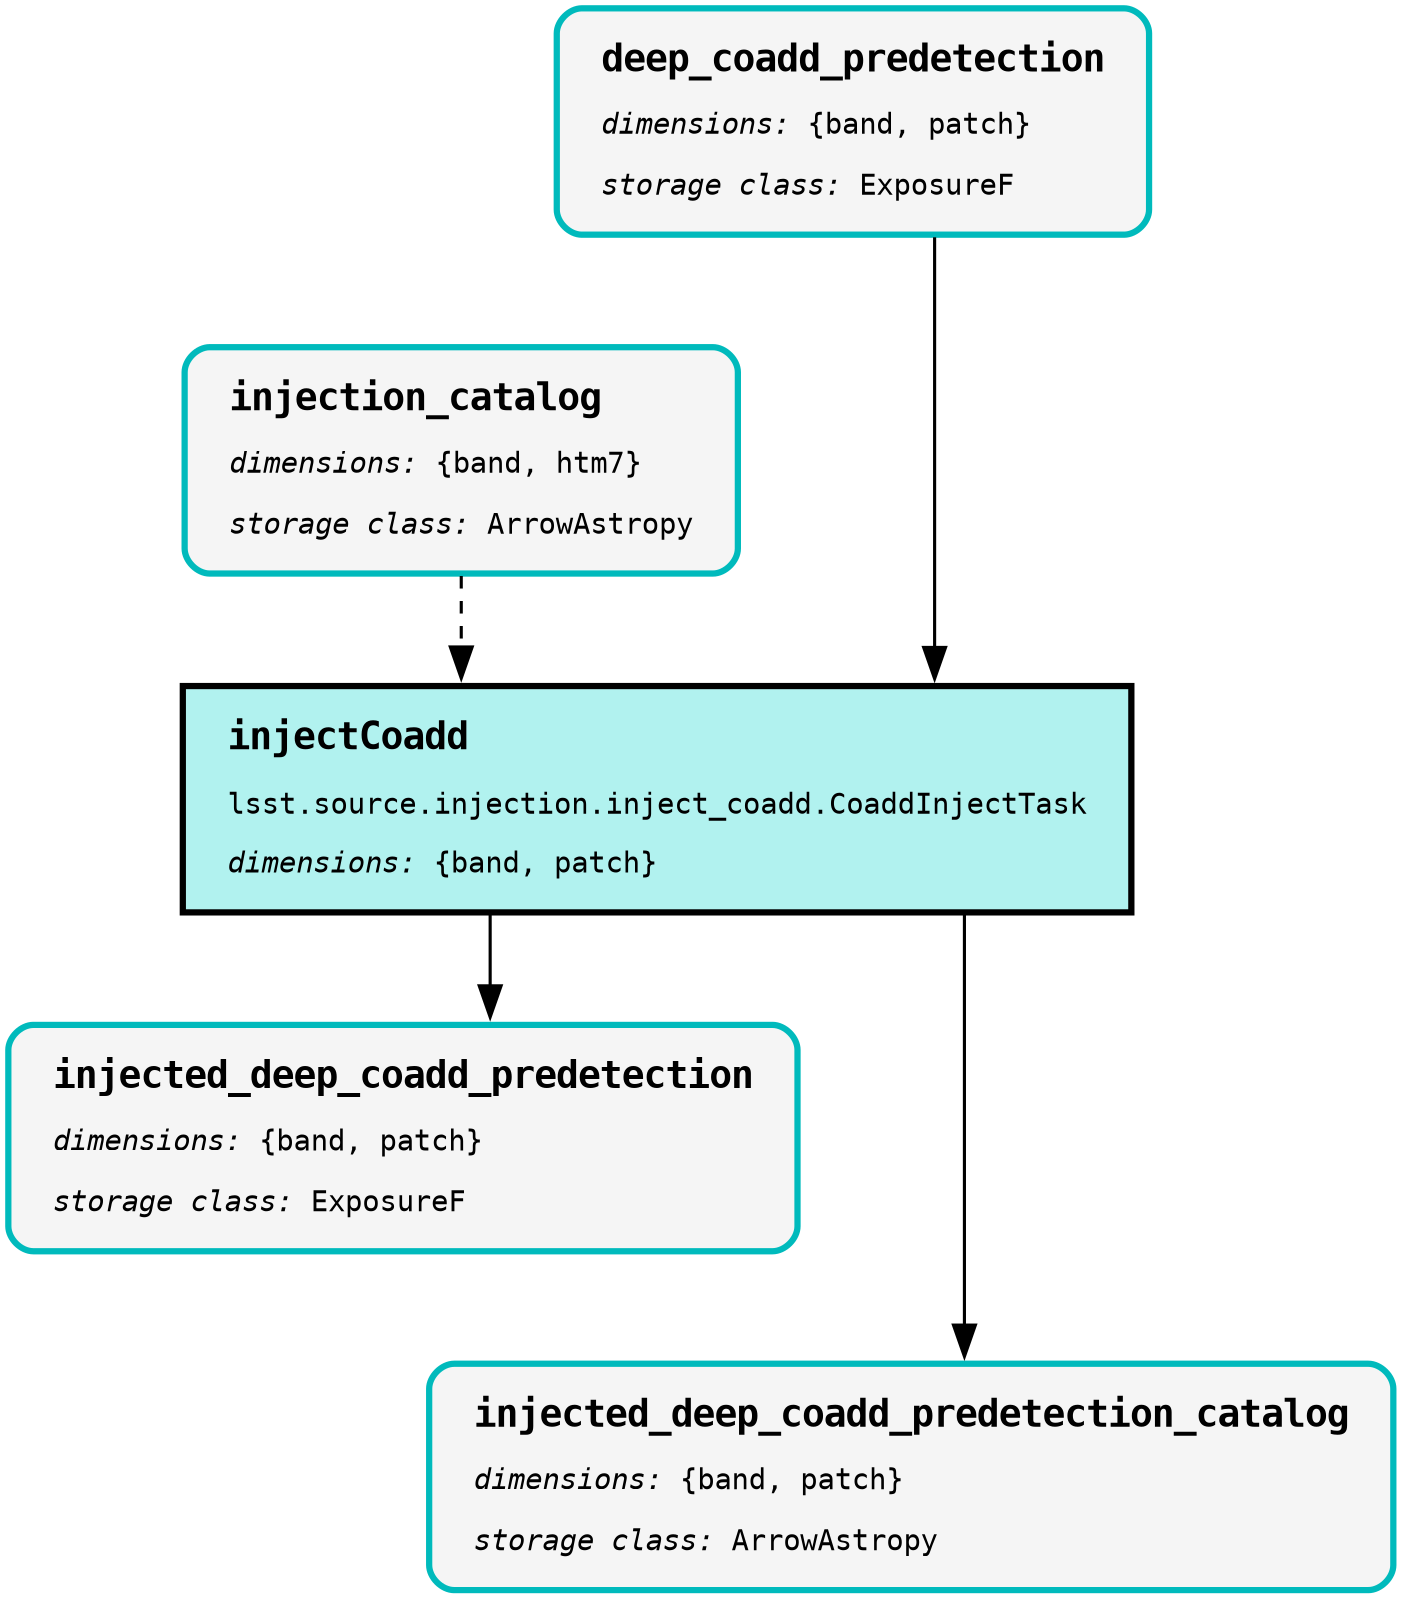 deep_coadd_predetection
dimensions: {band, patch}
storage class: ExposureF
injection_catalog
dimensions: {band, htm7}
storage class: ArrowAstropy
injectCoadd
lsst.source.injection.inject_coadd.CoaddInjectTask
dimensions: {band, patch}
injected_deep_coadd_predetection
dimensions: {band, patch}
storage class: ExposureF
injected_deep_coadd_predetection_catalog
dimensions: {band, patch}
storage class: ArrowAstropy